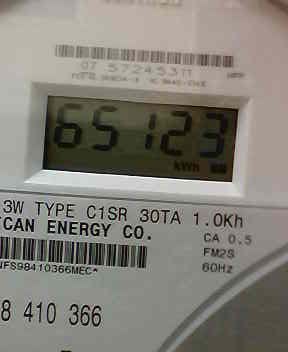 07 57245311
65123
kWh
3W TYPE C1SR 30TA 1.0Kh
CAN ENERGY CO.
CA 0.5
NFS98410366MEC*
FM2S
60Hz
8 410 366